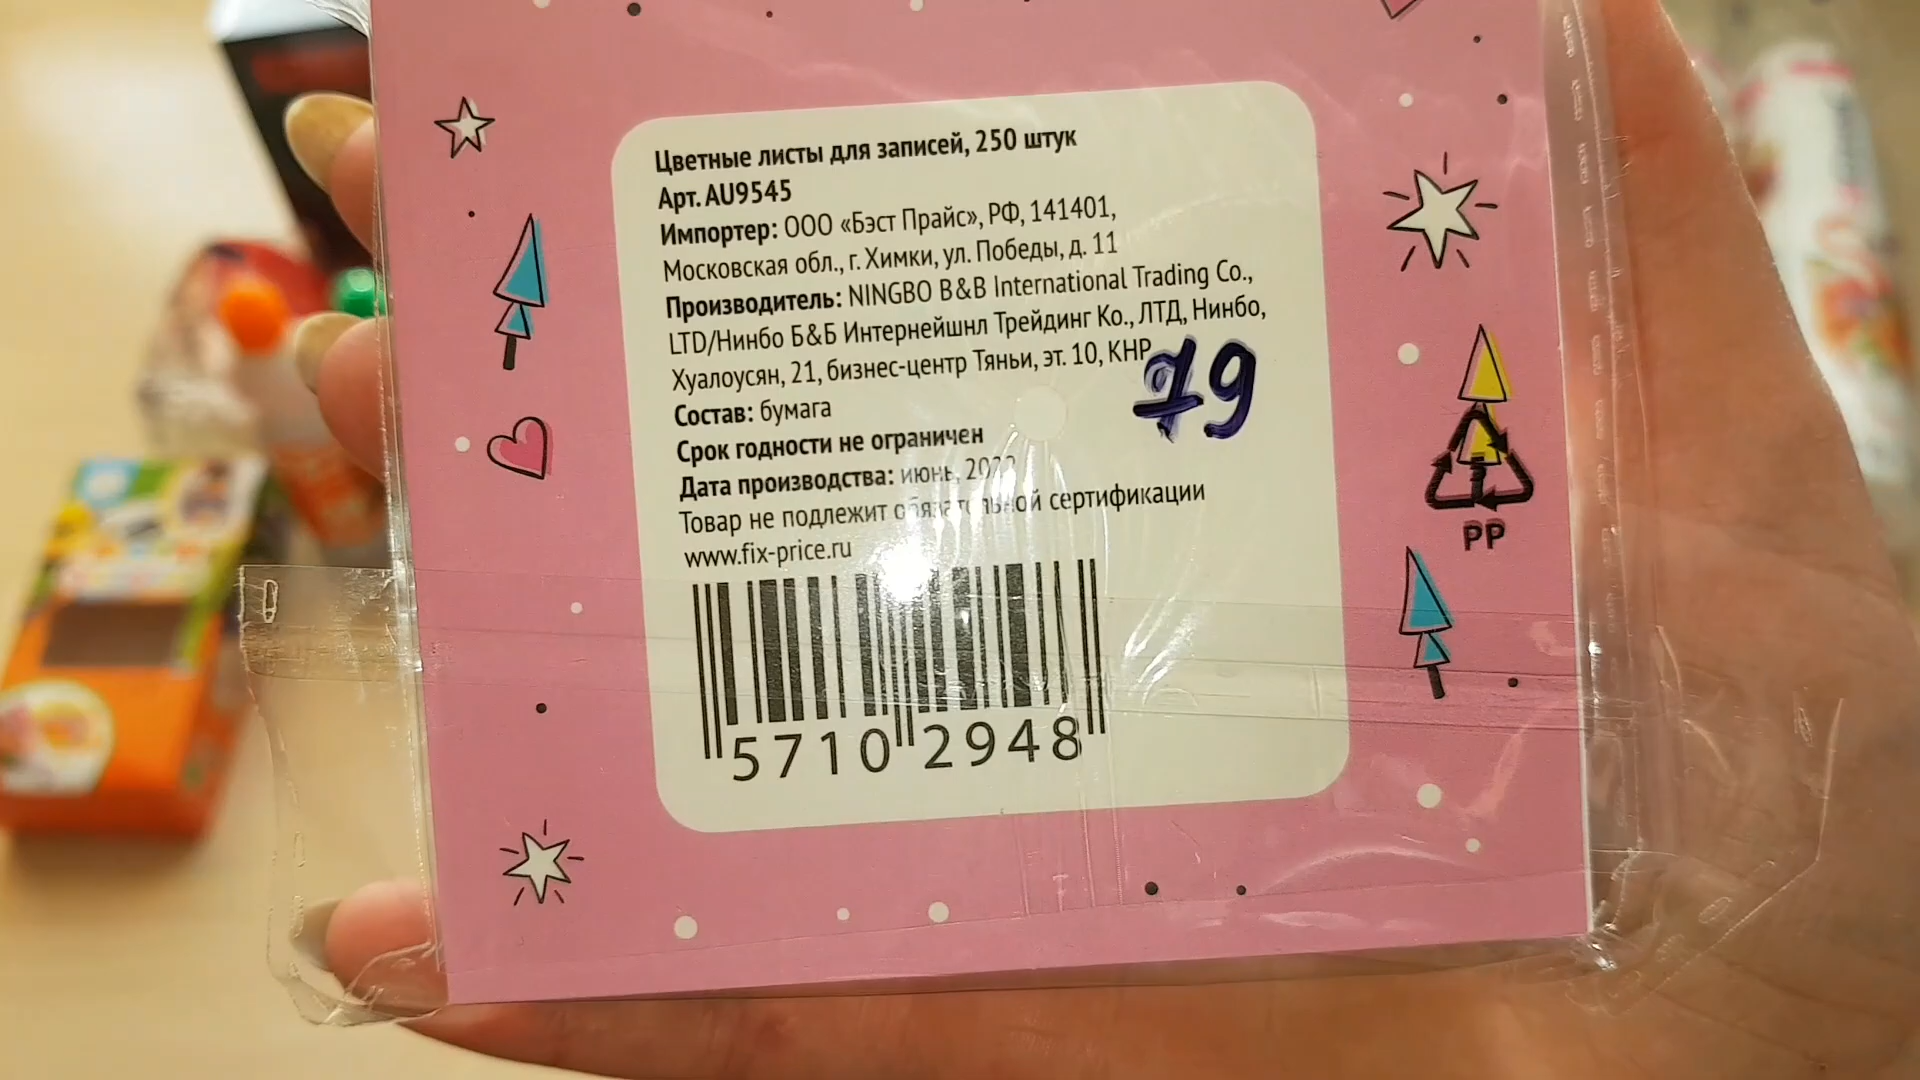 Цветные листы для записей, 250 штук
Арт. AU9545
Импортер: ООО «Бэст Прайс», РФ, 141401,
Московская обл., г. Химки, ул. Победы, д. 11
Производитель: NINGBO B&B International Trading Co.,
LTD/Нинбо Б&Б Интернейшнл Трейдинг Ко., ЛТД, Нинбо,
Хуалоусян, 21, бизнес-центр Тяньи, эт. 10, КНР
79
Состав: бумага
Срок годности не ограничен
Дата производства: июнь,
Товар не подлежит обязательной сертификации
www.fix-price.ru
5710 2948
PP